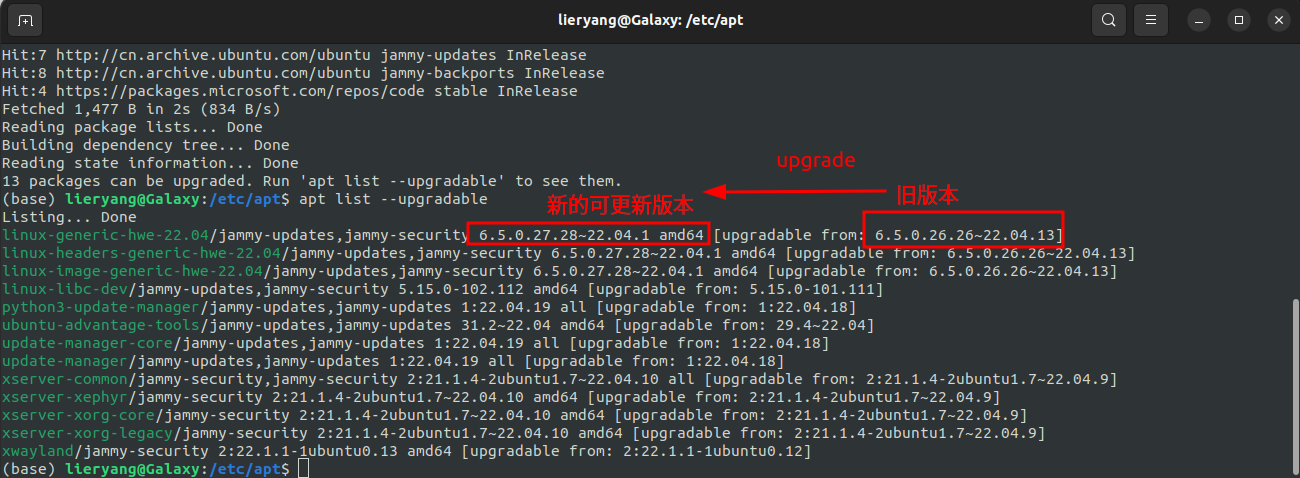 lieryang@Galaxy: /etc/apt
Hit:7 http://cn.archive.ubuntu.com/ubuntu jammy-updates InRelease
Hit:8 http://cn.archive.ubuntu.com/ubuntu jammy-backports InRelease
Hit:4 https://packages.microsoft.com/repos/code stable InRelease
Fetched 1,477 B in 2s (834 B/s)
Reading package lists... Done
Building dependency tree... Done
Reading state information... Done
upgrade
13 packages can be upgraded. Run 'apt list --upgradable' to see them.
(base) lieryang@Galaxy:/etc/apt$ apt list --upgradable
新的可更新版本 旧版本
Listing... Done
linux-generic-hwe-22.04/jammy-updates,jammy-security 6.5.0.27.28~22.04.1 amd64 [upgradable from: 6.5.0.26.26~22.04.13]
linux-headers-generic-hwe-22.04/jammy-updates,jammy-security 6.5.0.27.28~22.04.1 amd64 [upgradable from: 6.5.0.26.26~22.04.13]
linux-image-generic-hwe-22.04/jammy-updates,jammy-security 6.5.0.27.28~22.04.1 amd64 [upgradable from: 6.5.0.26.26~22.04.13]
linux-libc-dev/jammy-updates,jammy-security 5.15.0-102.112 amd64 [upgradable from: 5.15.0-101.111]
python3-update-manager/jammy-updates,jammy-updates 1:22.04.19 all [upgradable from: 1:22.04.18]
ubuntu-advantage-tools/jammy-updates,jammy-updates 31.2~22.04 amd64 [upgradable from: 29.4~22.04]
update-manager-core/jammy-updates,jammy-updates 1:22.04.19 all [upgradable from: 1:22.04.18]
update-manager/jammy-updates,jammy-updates 1:22.04.19 all [upgradable from: 1:22.04.18]
xserver-common/jammy-security,jammy-security 2:21.1.4-2ubuntu1.7~22.04.10 all [upgradable from: 2:21.1.4-2ubuntu1.7~22.04.9]
xserver-xephyr/jammy-security 2:21.1.4-2ubuntu1.7~22.04.10 amd64 [upgradable from: 2:21.1.4-2ubuntu1.7~22.04.9]
xserver-xorg-core/jammy-security 2:21.1.4-2ubuntu1.7~22.04.10 amd64 [upgradable from: 2:21.1.4-2ubuntu1.7~22.04.9]
xserver-xorg-legacy/jammy-security 2:21.1.4-2ubuntu1.7~22.04.10 amd64 [upgradable from: 2:21.1.4-2ubuntu1.7~22.04.9]
xwayland/jammy-security 2:22.1.1-1ubuntu0.13 amd64 [upgradable from: 2:22.1.1-1ubuntu0.12]
(base) lieryang@Galaxy:/etc/apt$